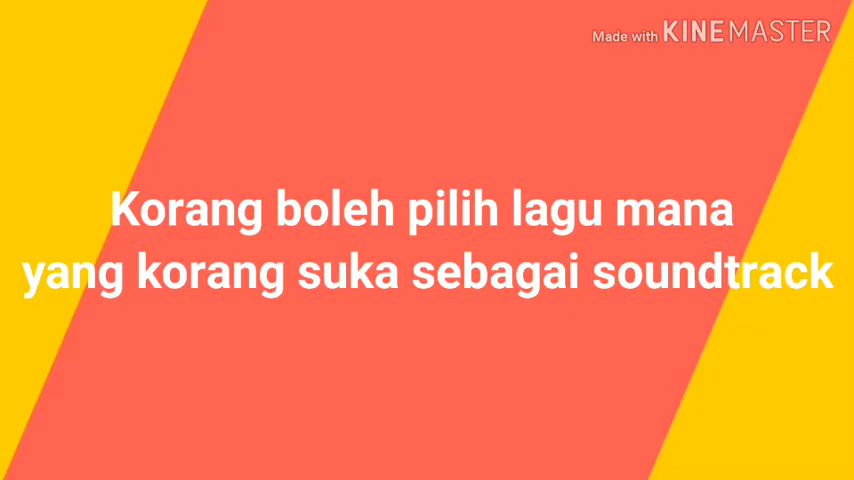 Made with KINEMASTER
Korang boleh pilih lagu mana
yang korang suka sebagai soundtrack